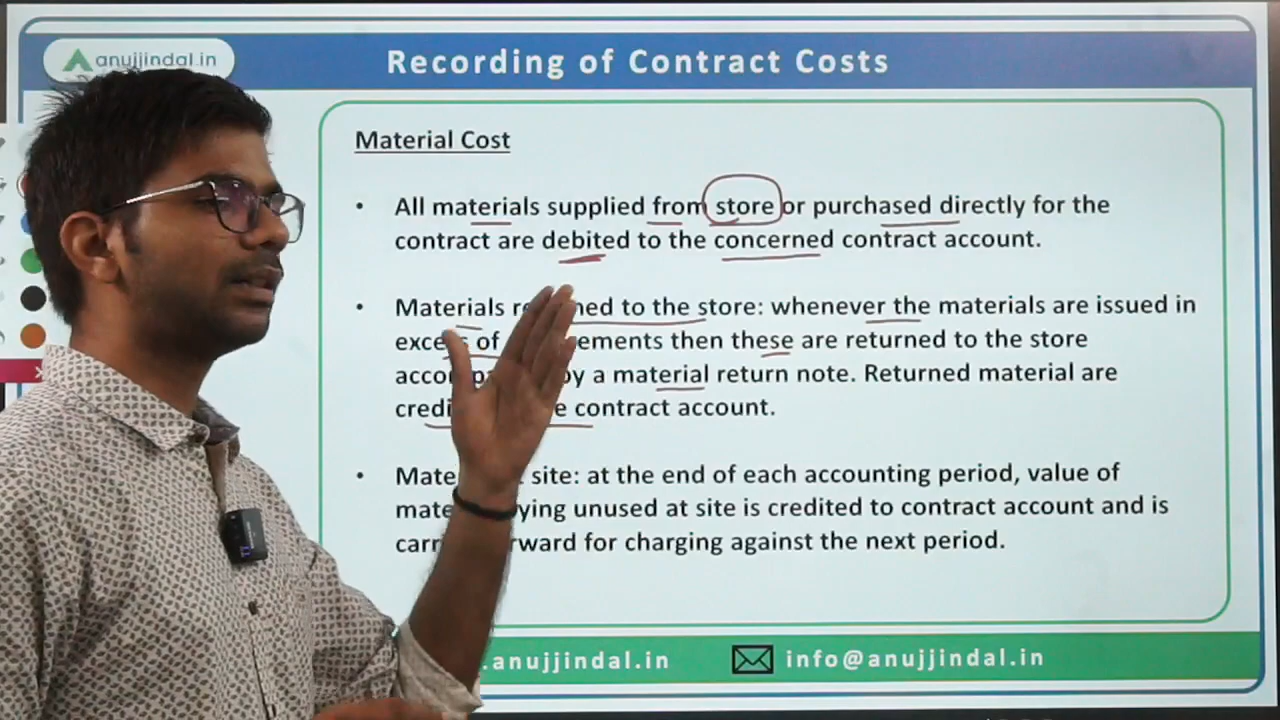 anujjindal.in
Recording of Contract Costs
Material Cost
• All materials supplied from store or purchased directly for the
contract are debited to the concerned contract account.
• Materials to the store: whenever the materials are issued in
of then these are returned to the store
by a material return note. Returned material are
contract account.
• site: at the end of each accounting period, value of
unused at site is credited to contract account and is
for charging against the next period.
.anujjindal.in
info@anujjindal.in